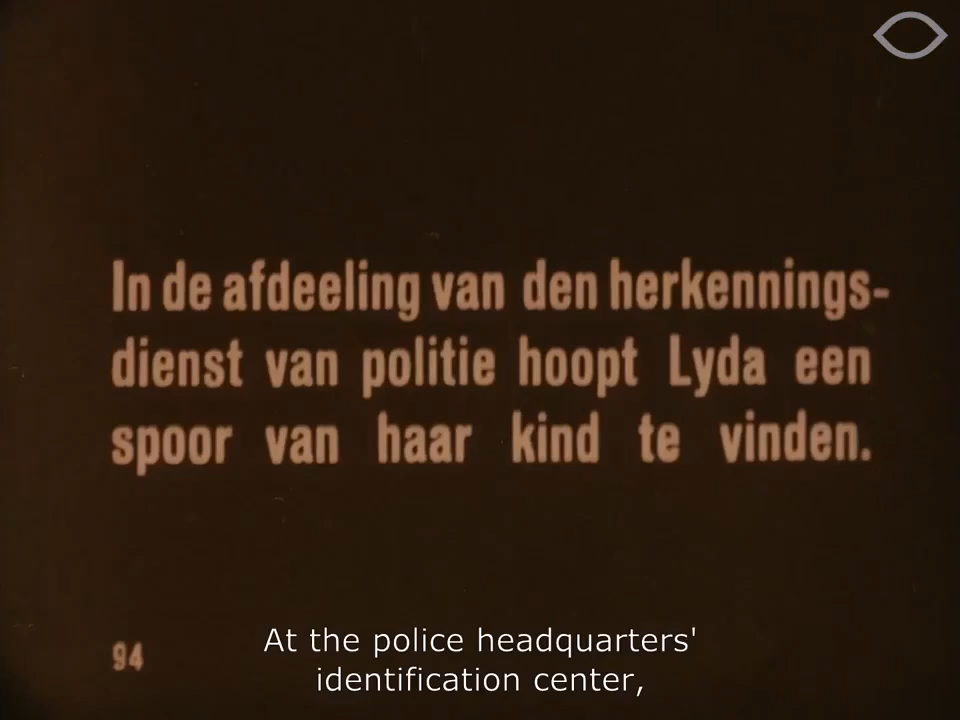 In de afdeeling van den herkennings-
dienst van politie hoopt Lyda een
spoor van haar kind te vinden.
94
At the police headquarters'
identification center,